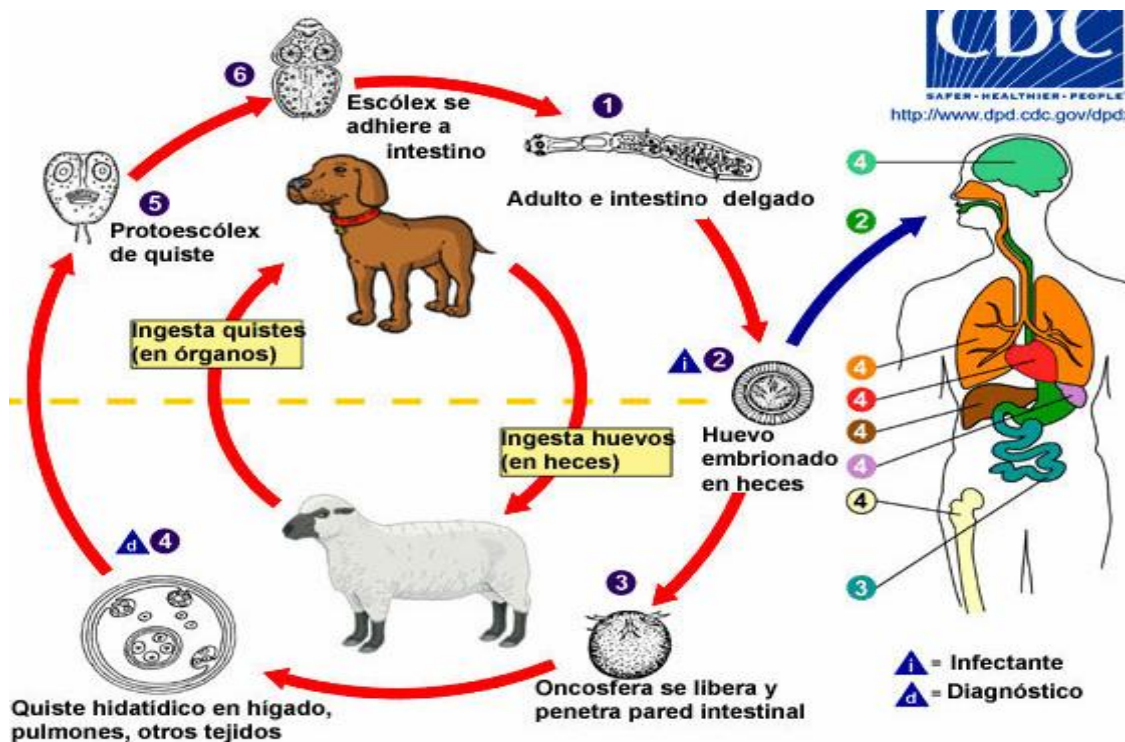 CDC
SAFER • HEALTHIER • PEOPLE
http://www.dpd.cdc.gov/dpdx
6
Escólex se
adhiere a
intestino
1
Adulto e intestino delgado
5
Protoescólex
de quiste
Ingesta quistes
(en órganos)
i 2
Huevo
embrionado
en heces
Ingesta huevos
(en heces)
d 4
Quiste hidatídico en hígado,
pulmones, otros tejidos
3
Oncosfera se libera y
penetra pared intestinal
4
2
4
4
4
4
4
3
i = Infectante
d = Diagnóstico